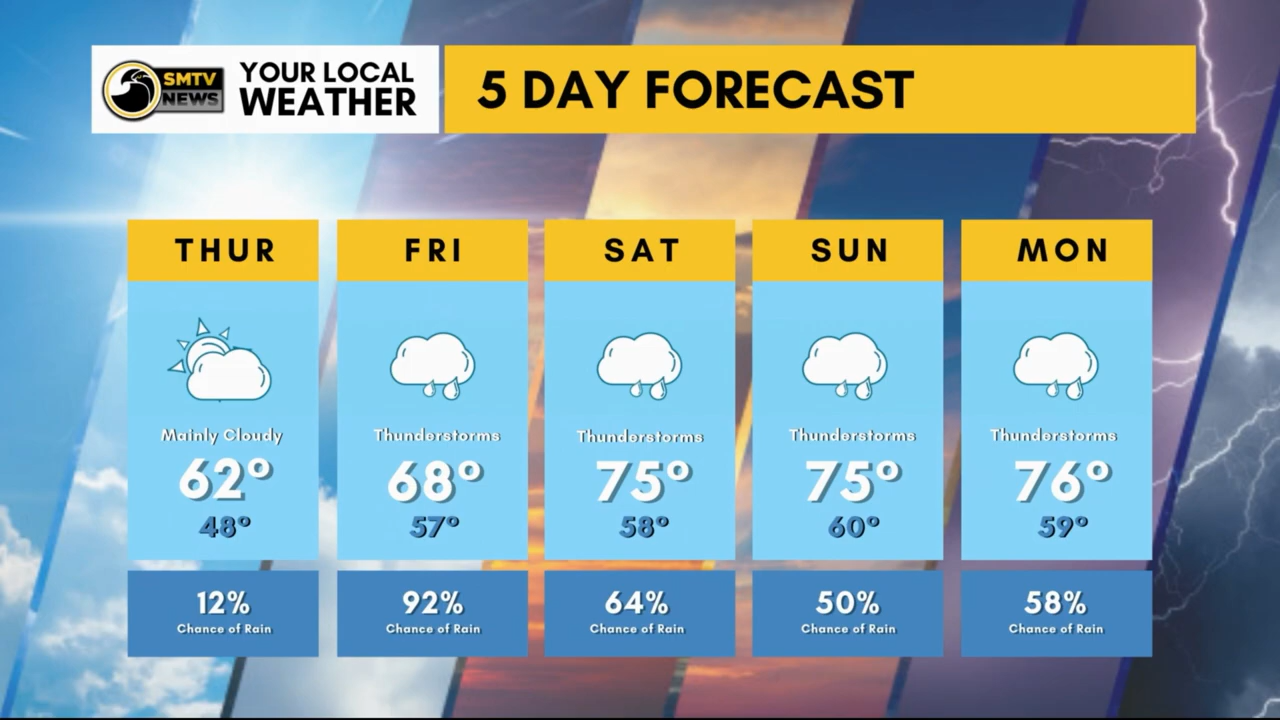 SMTV
NEWS
YOUR LOCAL
WEATHER
5 DAY FORECAST
THUR
Mainly Cloudy
62°
48°
12%
Chance of Rain
FRI
Thunderstorms
68°
57°
92%
Chance of Rain
SAT
Thunderstorms
75°
58°
64%
Chance of Rain
SUN
Thunderstorms
75°
60°
50%
Chance of Rain
MON
Thunderstorms
76°
59°
58%
Chance of Rain